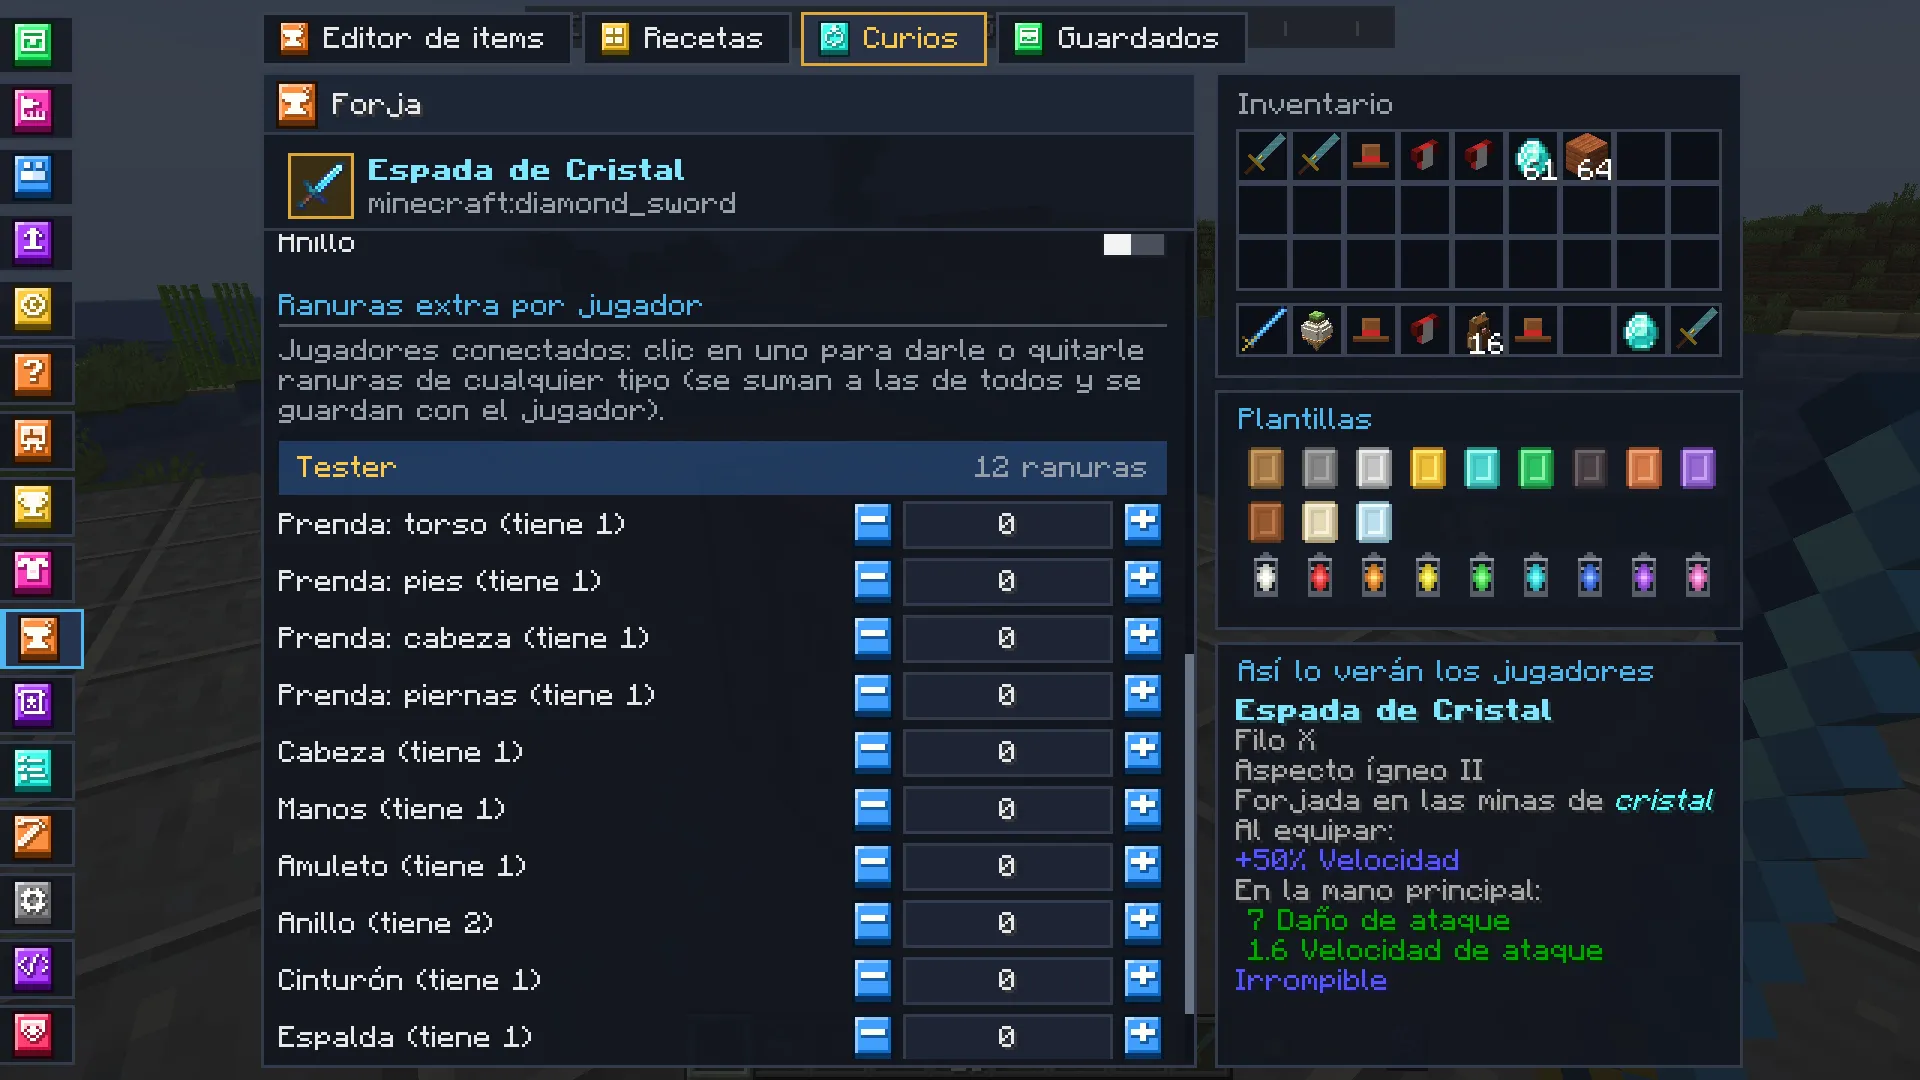 Editor de items
Recetas
Curios
Guardados
Forja
Espada de Cristal
minecraft:diamond_sword
Anillo
Ranuras extra por jugador
Jugadores conectados: clic en uno para darle o quitarle
ranuras de cualquier tipo (se suman a las de todos y se
guardan con el jugador).
Tester 12 ranuras
Prenda: torso (tiene 1) 0
Prenda: pies (tiene 1) 0
Prenda: cabeza (tiene 1) 0
Prenda: piernas (tiene 1) 0
Cabeza (tiene 1) 0
Manos (tiene 1) 0
Amuleto (tiene 1) 0
Anillo (tiene 2) 0
Cinturón (tiene 1) 0
Espalda (tiene 1) 0
Inventario
61 64
16
Plantillas
Así lo verán los jugadores
Espada de Cristal
Filo X
Aspecto ígneo II
Forjada en las minas de cristal
Al equipar:
+50% Velocidad
En la mano principal:
7 Daño de ataque
1.6 Velocidad de ataque
Irrompible